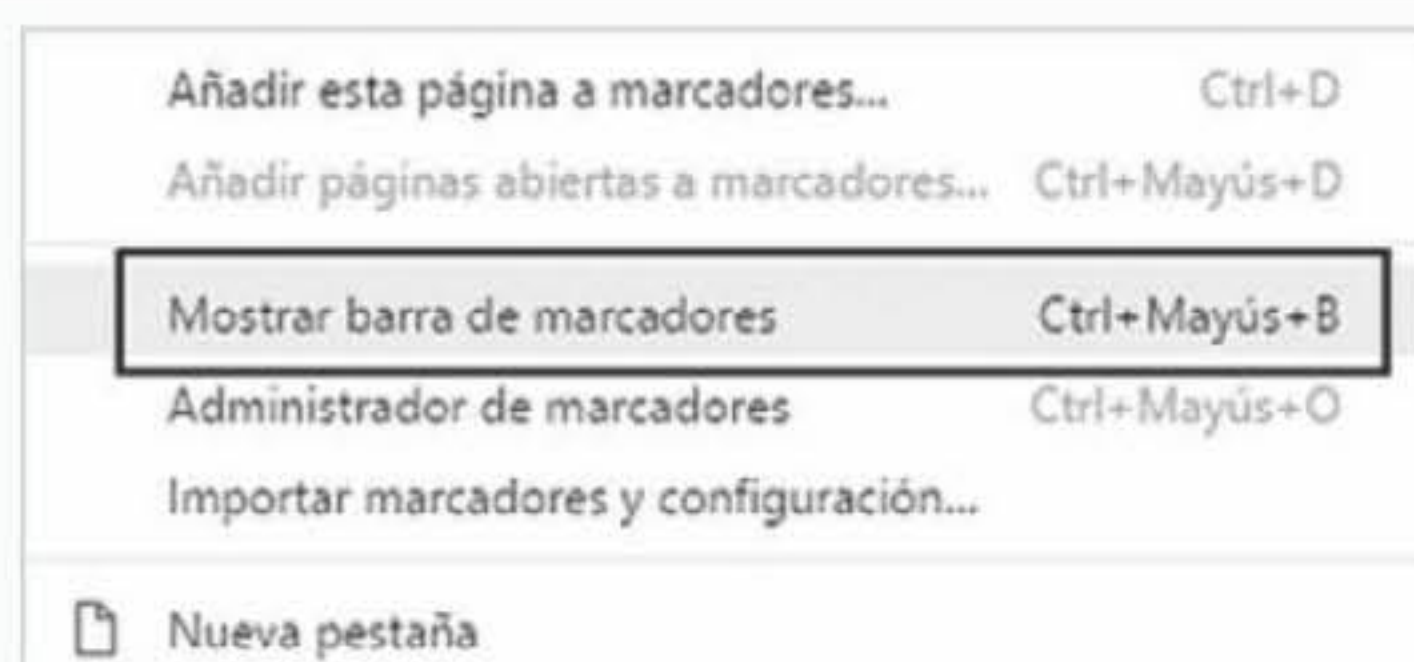 Añadir esta página a marcadores... Ctrl+D
Añadir páginas abiertas a marcadores... Ctrl+Mayús+D
Mostrar barra de marcadores Ctrl+Mayús+B
Administrador de marcadores Ctrl+Mayús+O
Importar marcadores y configuración...
Nueva pestaña